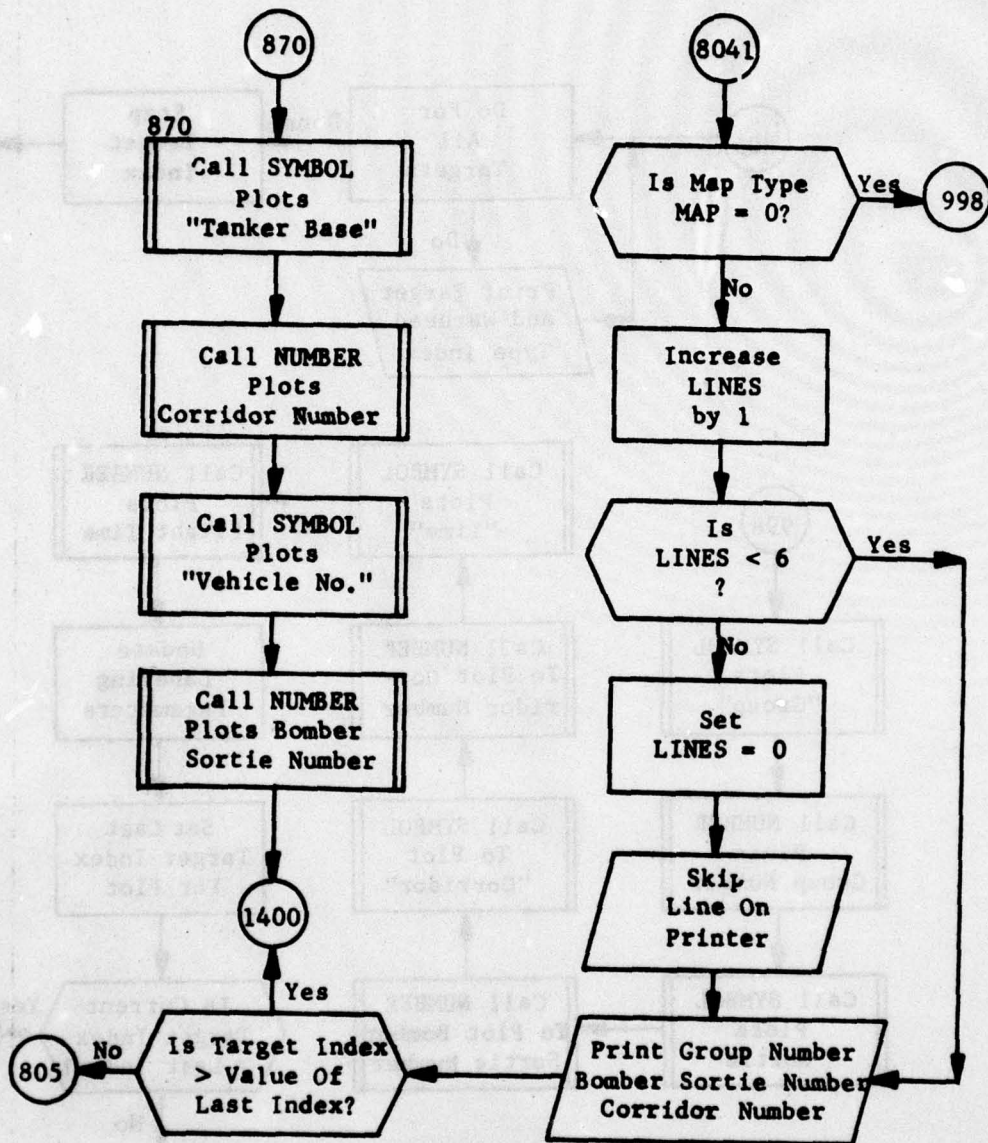 870
870
Call SYMBOL
Plots
"Tanker Base"
Call NUMBER
Plots
Corridor Number
Call SYMBOL
Plots
"Vehicle No."
Call NUMBER
Plots Bomber
Sortie Number
1400
Yes
Is Target Index
> Value Of
Last Index?
No
805
8041
Is Map Type
MAP = 0?
Yes
998
No
Increase
LINES
by 1
Is
LINES < 6
?
Yes
No
Set
LINES = 0
Skip
Line On
Printer
Print Group Number
Bomber Sortie Number
Corridor Number